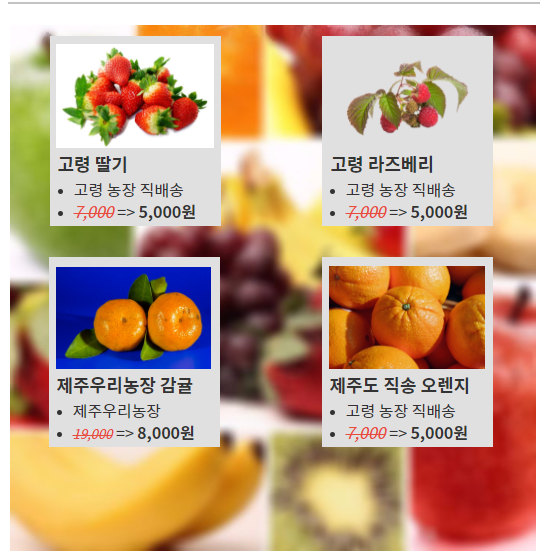 고령 딸기
• 고령 농장 직배송
• 7,000 => 5,000원
고령 라즈베리
• 고령 농장 직배송
• 7,000 => 5,000원
제주우리농장 감귤
• 제주우리농장
• 19,000 => 8,000원
제주도 직송 오렌지
• 고령 농장 직배송
• 7,000 => 5,000원